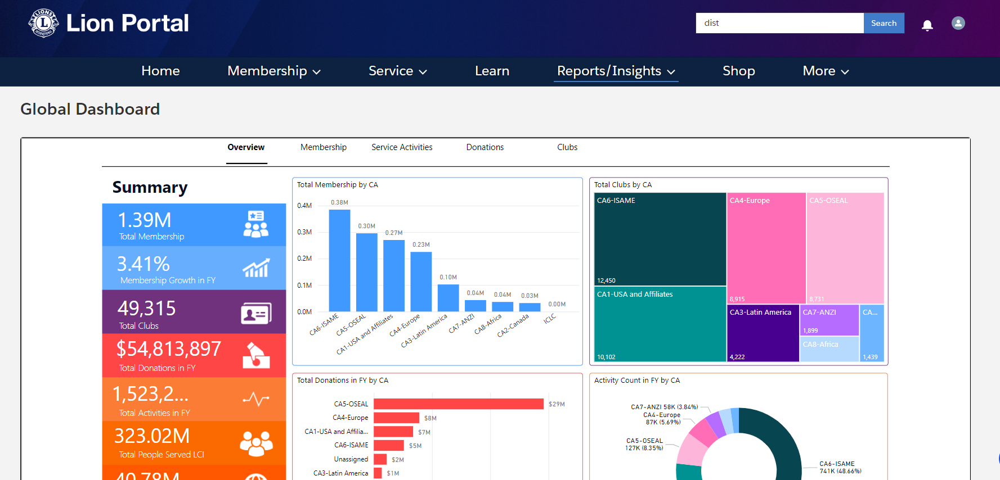 LIONS
L
INTERNATIONAL
Lion Portal
dist
Search
Home
Membership
Service
Learn
Reports/Insights
Shop
More
Global Dashboard
Overview
Membership
Service Activities
Donations
Clubs
Summary
1.39M
Total Membership
3.41%
Membership Growth in FY
49,315
Total Clubs
$54,813,897
Total Donations in FY
1,523,2...
Total Activities in FY
323.02M
Total People Served LCI
40.78M
Total Membership by CA
0.4M
0.3M
0.2M
0.1M
0.0M
0.38M
0.30M
0.27M
0.23M
0.10M
0.04M
0.04M
0.03M
0.00M
CA6-ISAME
CA5-OSEAL
CA1-USA and Affiliates
CA4-Europe
CA3-Latin America
CA7-ANZI
CA8-Africa
CA2-Canada
ICLC
Total Clubs by CA
CA6-ISAME
12,450
CA1-USA and Affiliates
10,102
CA4-Europe
8,915
CA5-OSEAL
8,731
CA3-Latin America
4,222
CA7-ANZI
1,899
CA8-Africa
CA...
1,439
Total Donations in FY by CA
CA5-OSEAL
$29M
CA4-Europe
$8M
CA1-USA and Affilia...
$7M
CA6-ISAME
$5M
Unassigned
$2M
CA3-Latin America
$1M
Activity Count in FY by CA
CA7-ANZI 58K (3.84%)
CA4-Europe
87K (5.69%)
CA5-OSEAL
127K (8.35%)
CA6-ISAME
741K (48.66%)